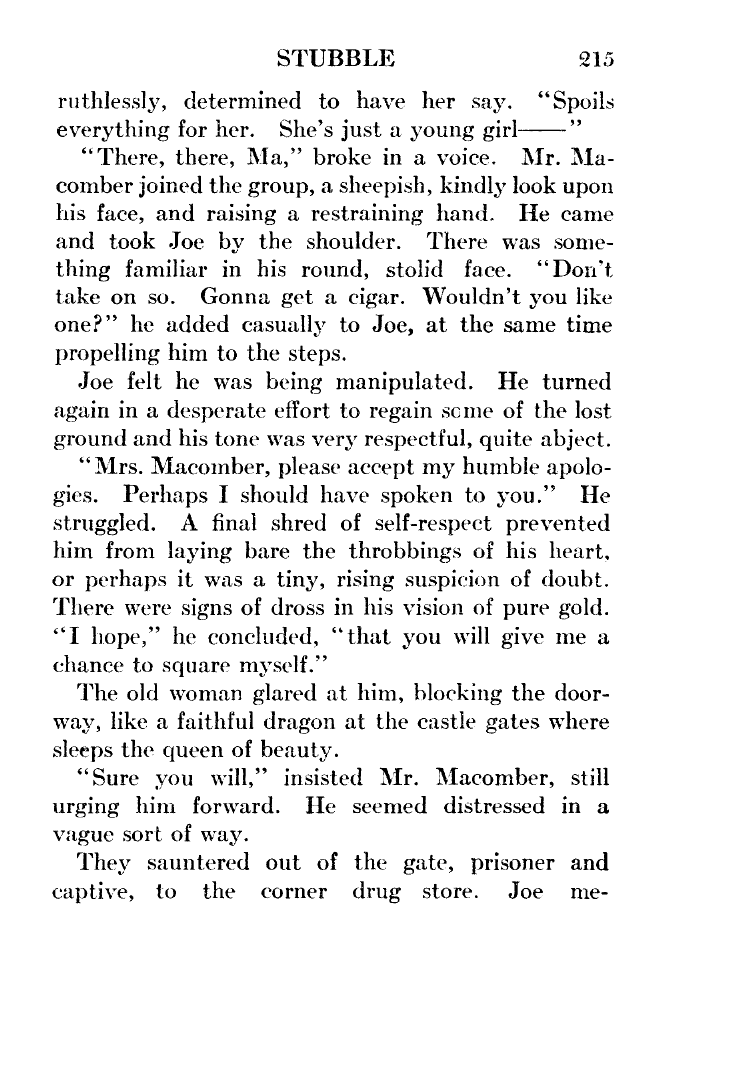 STUBBLE 215
ruthlessly, determined to have her say. “Spoils
everything for her. She’s just a young girl——”
“There, there, Ma,” broke in a voice. Mr. Ma-
comber joined the group, a sheepish, kindly look upon
his face, and raising a restraining hand. He came
and took Joe by the shoulder. There was some-
thing familiar in his round, stolid face. “Don’t
take on so. Gonna get a cigar. Wouldn’t you like
one?” he added casually to Joe, at the same time
propelling him to the steps.
Joe felt he was being manipulated. He turned
again in a desperate effort to regain some of the lost
ground and his tone was very respectful, quite abject.
“Mrs. Macomber, please accept my humble apolo-
gies. Perhaps I should have spoken to you.” He
struggled. A final shred of self-respect prevented
him from laying bare the throbbings of his heart,
or perhaps it was a tiny, rising suspicion of doubt.
There were signs of dross in his vision of pure gold.
“I hope,” he concluded, “that you will give me a
chance to square myself.”
The old woman glared at him, blocking the door-
way, like a faithful dragon at the castle gates where
sleeps the queen of beauty.
“Sure you will,” insisted Mr. Macomber, still
urging him forward. He seemed distressed in a
vague sort of way.
They sauntered out of the gate, prisoner and
captive, to the corner drug store. Joe me-